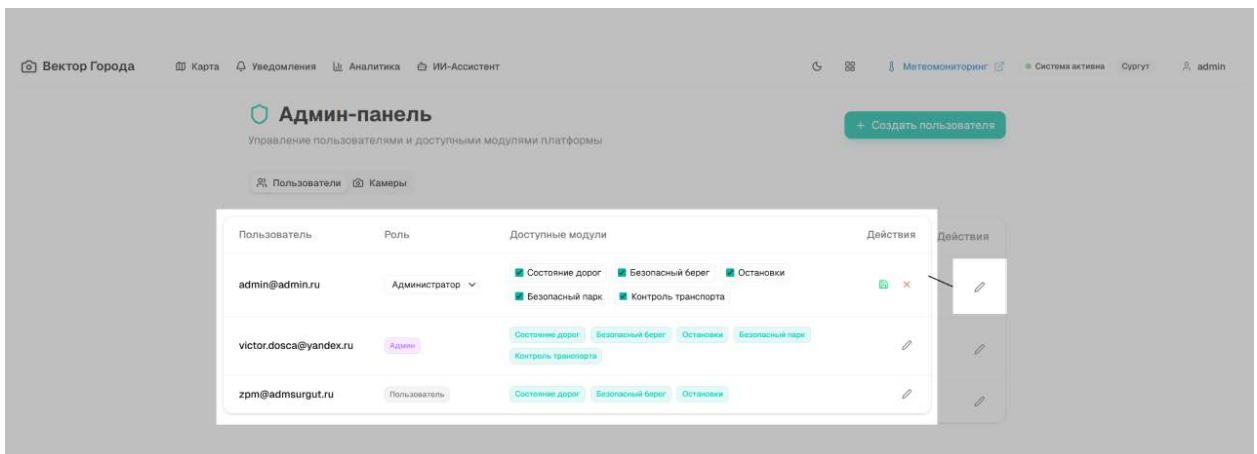 Вектор Города Карта Уведомления Аналитика ИИ-Ассистент Метеомониторинг Система активна Сургут admin
Админ-панель
+ Создать пользователя
Управление пользователями и доступными модулями платформы
Пользователи Камеры
Пользователь Роль Доступные модули Действия Действия
admin@admin.ru Администратор Состояние дорог Безопасный берег Остановки
Безопасный парк Контроль транспорта
victor.dosca@yandex.ru Админ Состояние дорог Безопасный берег Остановки Безопасный парк
Контроль транспорта
zpm@admsurgut.ru Пользователь Состояние дорог Безопасный берег Остановки